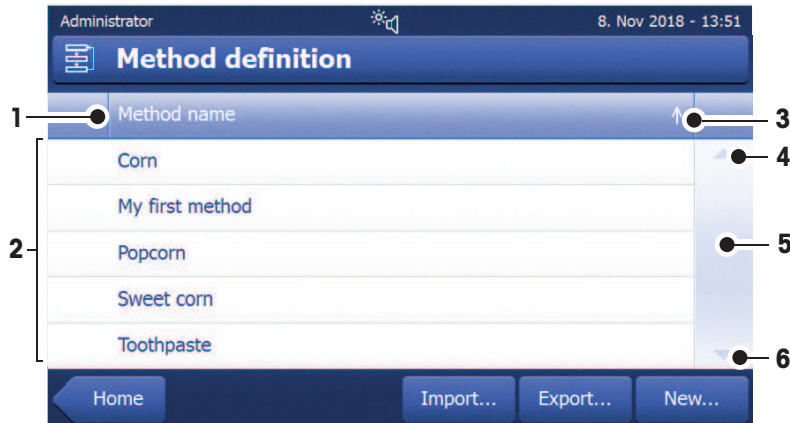 Administrator 8. Nov 2018 - 13:51
Method definition
1 Method name 3
4
Corn
My first method
2 Popcorn 5
Sweet corn
Toothpaste
6
Home Import... Export... New...